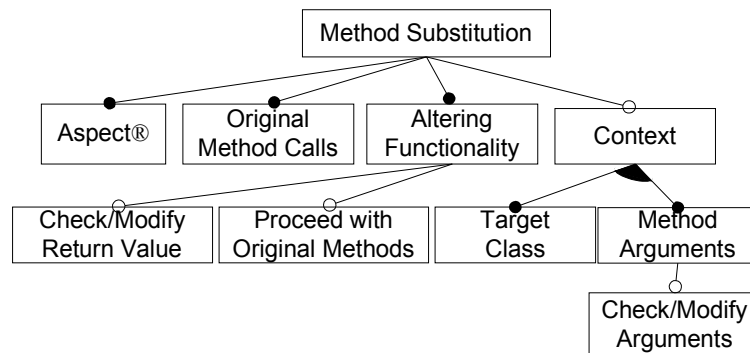 Method Substitution
Aspect®
Original
Method Calls
Altering
Functionality
Context
Check/Modify
Return Value
Proceed with
Original Methods
Target
Class
Method
Arguments
Check/Modify
Arguments